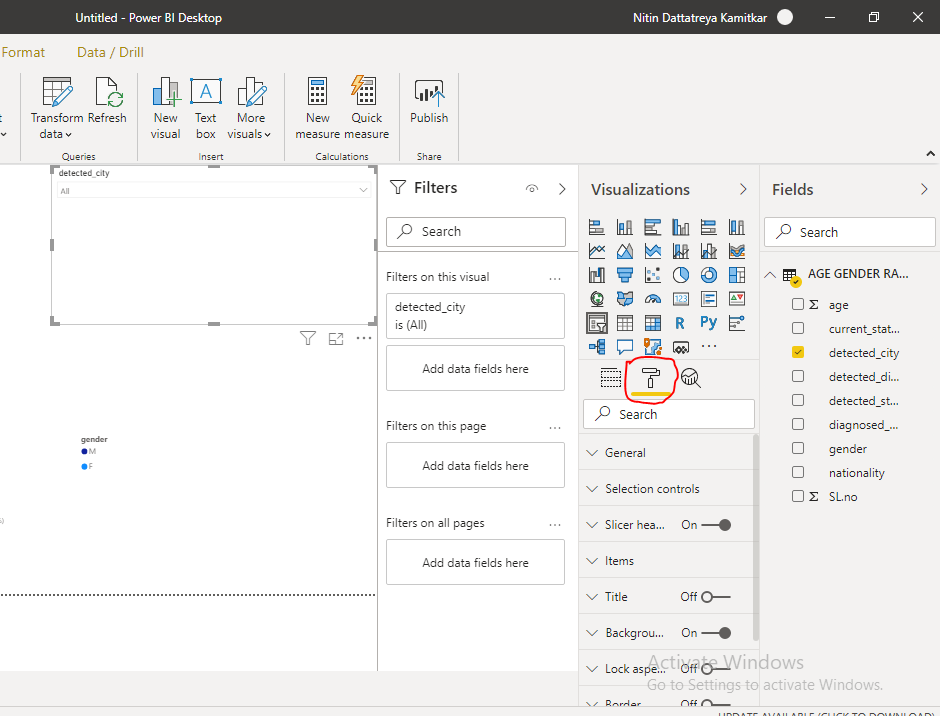 Untitled - Power BI Desktop
Nitin Dattatreya Kamitkar
Format
Data / Drill
Transform data
Refresh
New visual
Text box
More visuals
New measure
Quick measure
Publish
Queries
Insert
Calculations
Share
detected_city
All
gender
M
F
Filters
Search
Filters on this visual
...
detected_city
is (All)
Add data fields here
Filters on this page
...
Add data fields here
Filters on all pages
...
Add data fields here
Visualizations
123
R
Py
...
Search
General
Selection controls
Slicer hea...
On
Items
Title
Off
Backgrou...
On
Lock aspe...
Off
Border
Off
Fields
Search
AGE GENDER RA...
Σ age
current_stat...
detected_city
detected_di...
detected_st...
diagnosed_...
gender
nationality
Σ SL.no
Activate Windows
Go to Settings to activate Windows.
UPDATE AVAILABLE (CLICK TO DOWNLOAD)